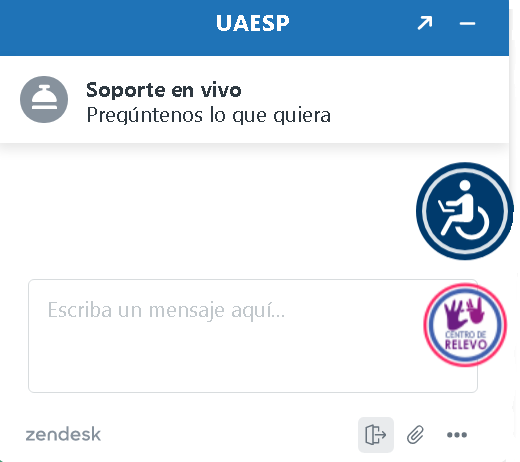 UAESP
Soporte en vivo
Pregúntenos lo que quiera
Escriba un mensaje aquí...
CENTRO DE
RELEVO
zendesk